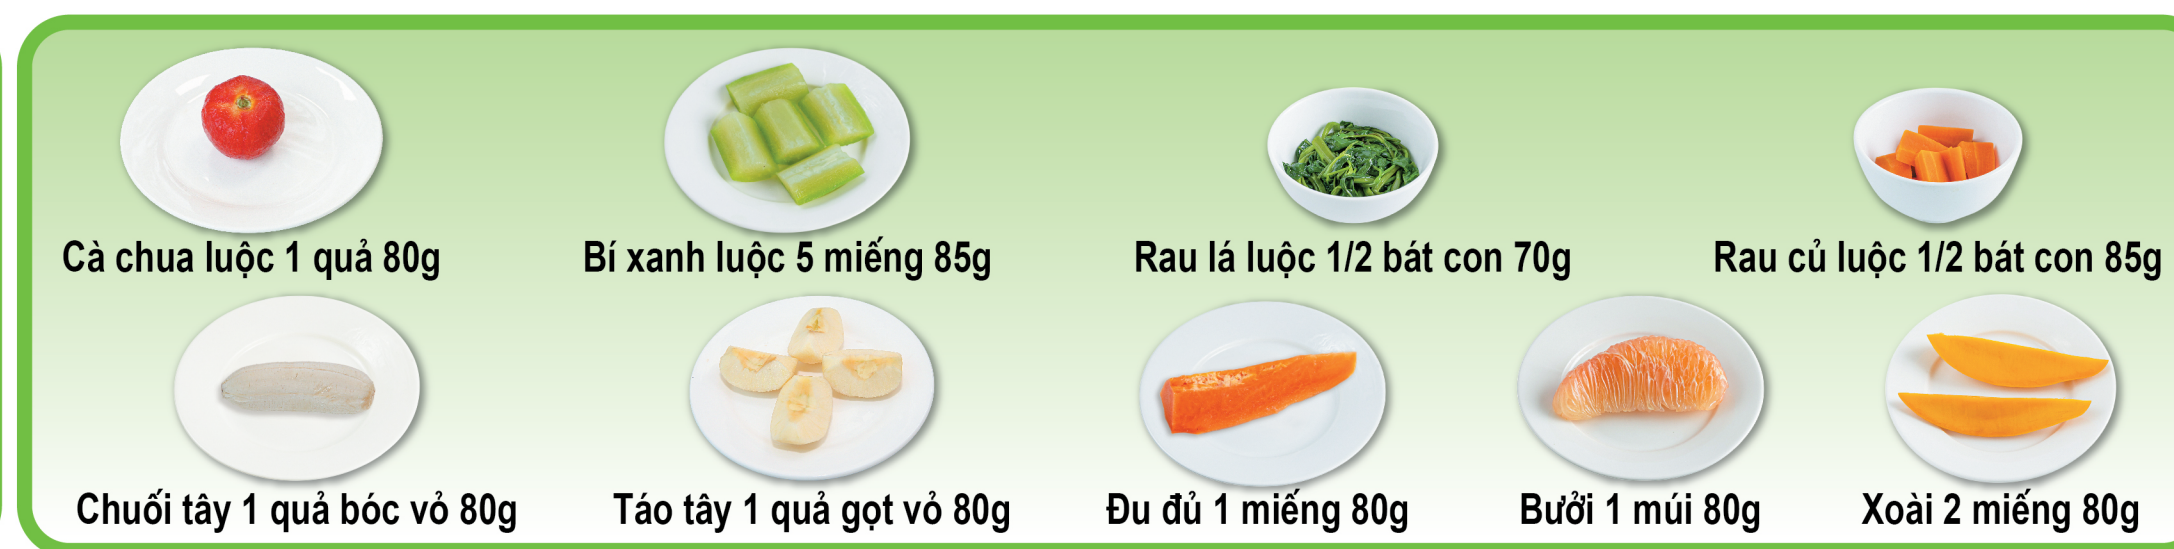 Cà chua luộc 1 quả 80g
Bí xanh luộc 5 miếng 85g
Rau lá luộc 1/2 bát con 70g
Rau củ luộc 1/2 bát con 85g
Chuối tây 1 quả bóc vỏ 80g
Táo tây 1 quả gọt vỏ 80g
Đu đủ 1 miếng 80g
Bưởi 1 múi 80g
Xoài 2 miếng 80g